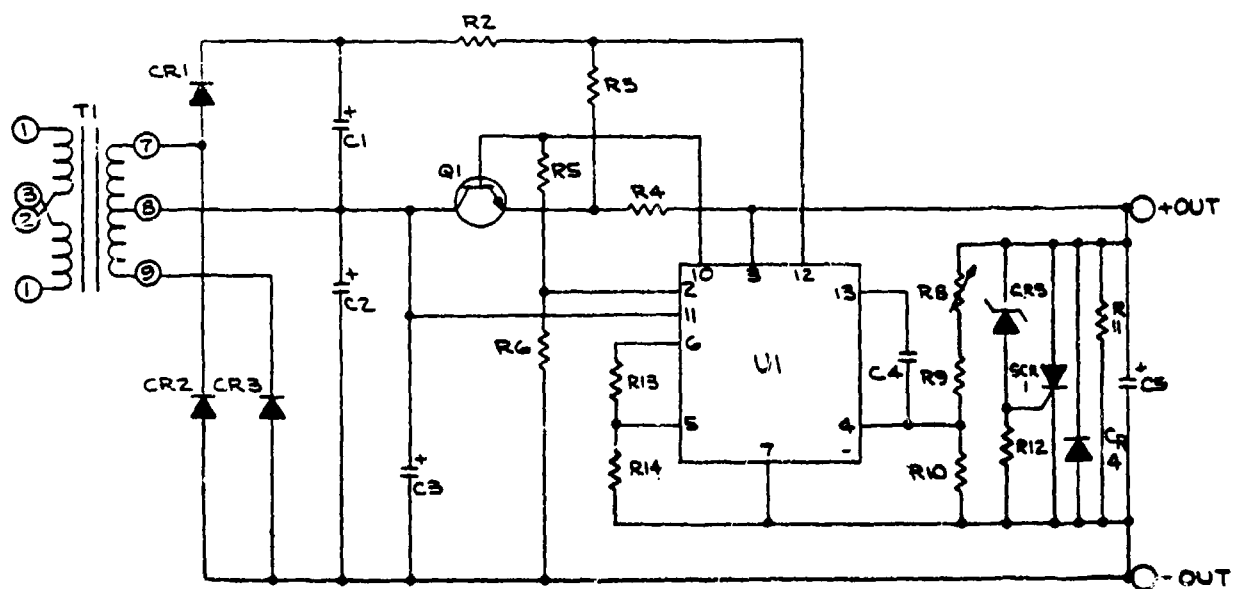 R2
CR1
R3
T1
1
7
+
C1
Q1
R5
R4
3
8
2
+OUT
9
10
3
12
1
+
C2
2
13
R8
CR5
R
11
11
R6
6
U1
C4
R9
SCR
1
+
C5
CR2
CR3
R13
5
4
R12
C
R
4
7
-
R14
R10
+
C3
-OUT